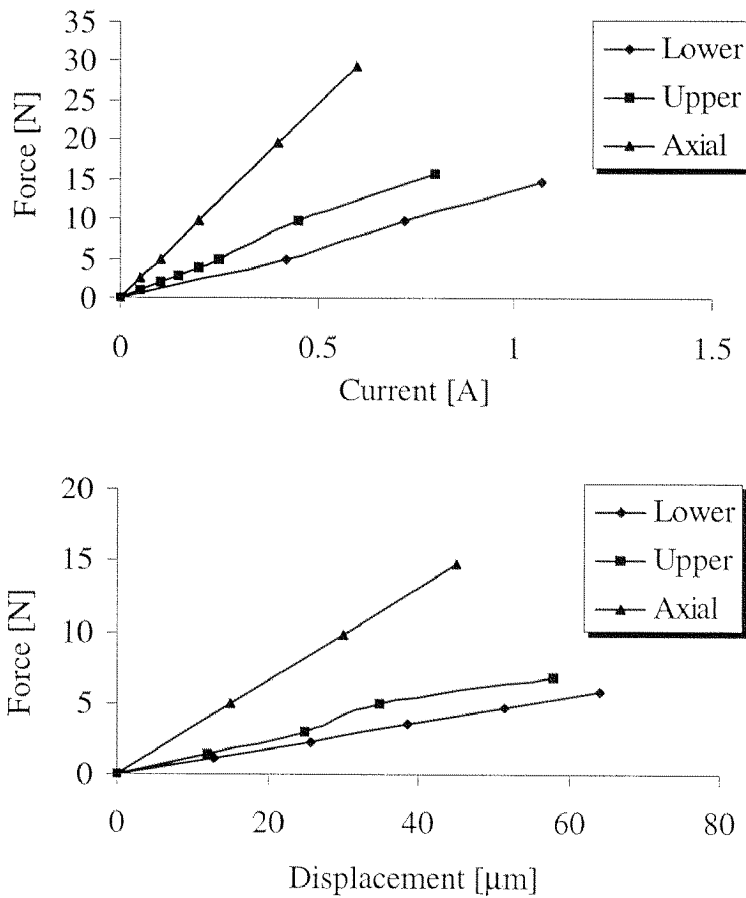 35
30
25
20
15
10
5
0
Force [N]
0
0.5
1
1.5
Current [A]
Lower
Upper
Axial
20
15
10
5
0
Force [N]
0
20
40
60
80
Displacement [μm]
Lower
Upper
Axial